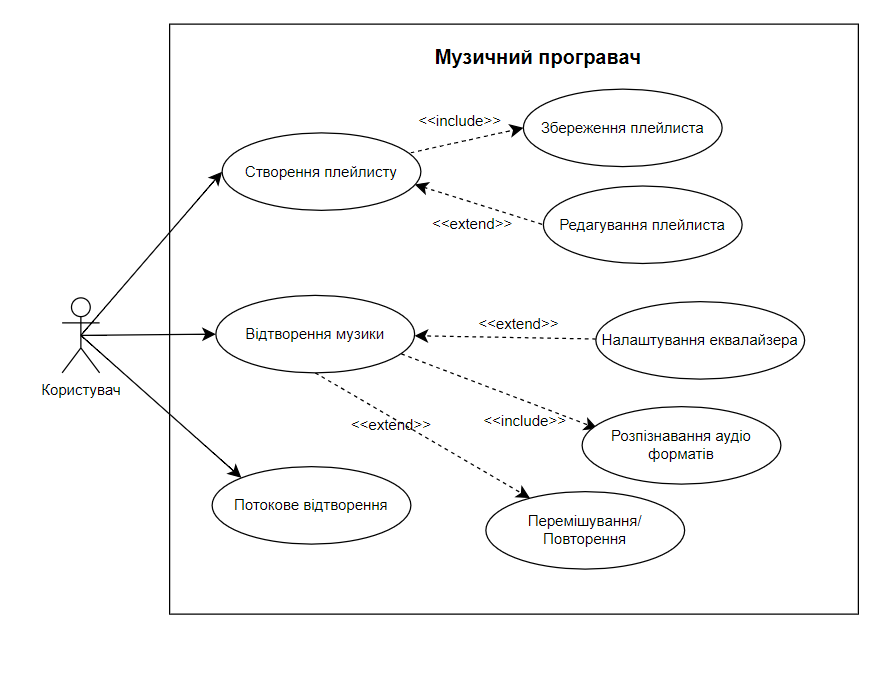 Музичний програвач
<<include>>
Збереження плейлиста
Створення плейлисту
<<extend>>
Редагування плейлиста
<<extend>>
Відтворення музики
Налаштування еквалайзера
Користувач
<<extend>>
<<include>>
Розпізнавання аудіо
форматів
Потокове відтворення
Перемішування/
Повторення